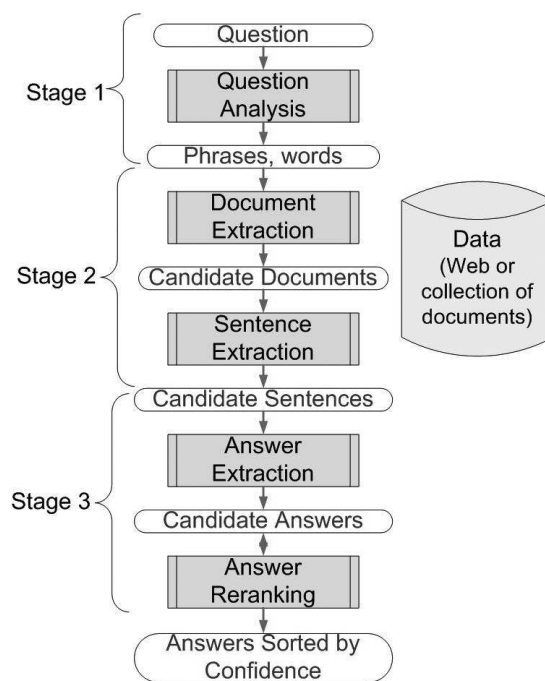 Question
Stage 1
Question
Analysis
Phrases, words
Document
Extraction
Stage 2
Candidate Documents
Sentence
Extraction
Data
(Web or
collection of
documents)
Candidate Sentences
Answer
Extraction
Stage 3
Candidate Answers
Answer
Reranking
Answers Sorted by
Confidence